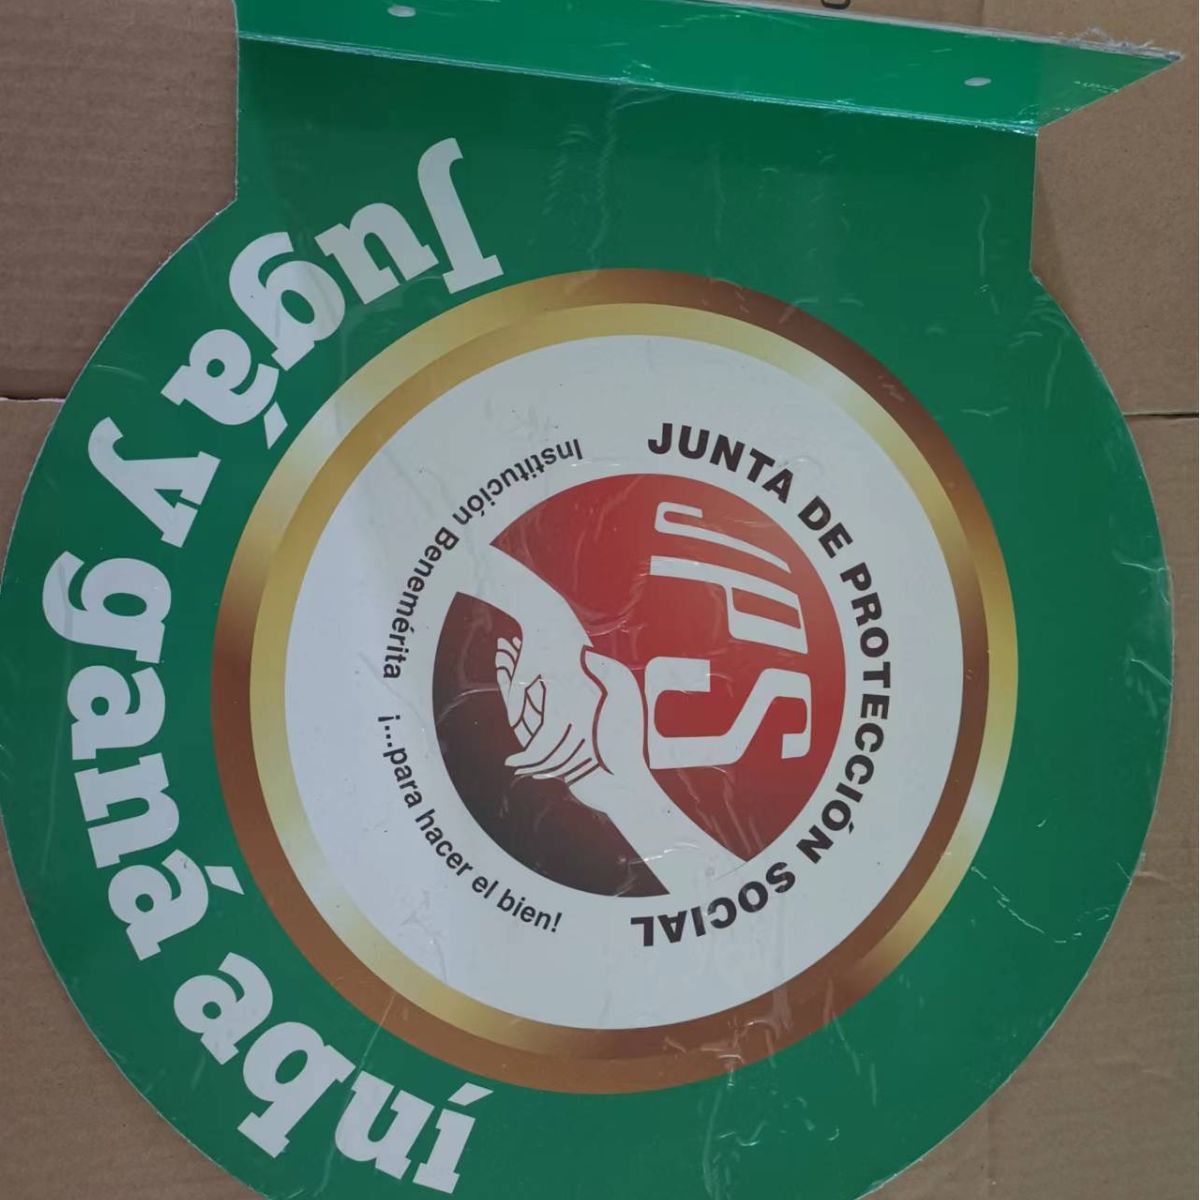 JUNTA DE PROTECCIÓN SOCIAL
JPS
Institución Benemérita
¡...para hacer el bien!
Jugá y ganá aquí